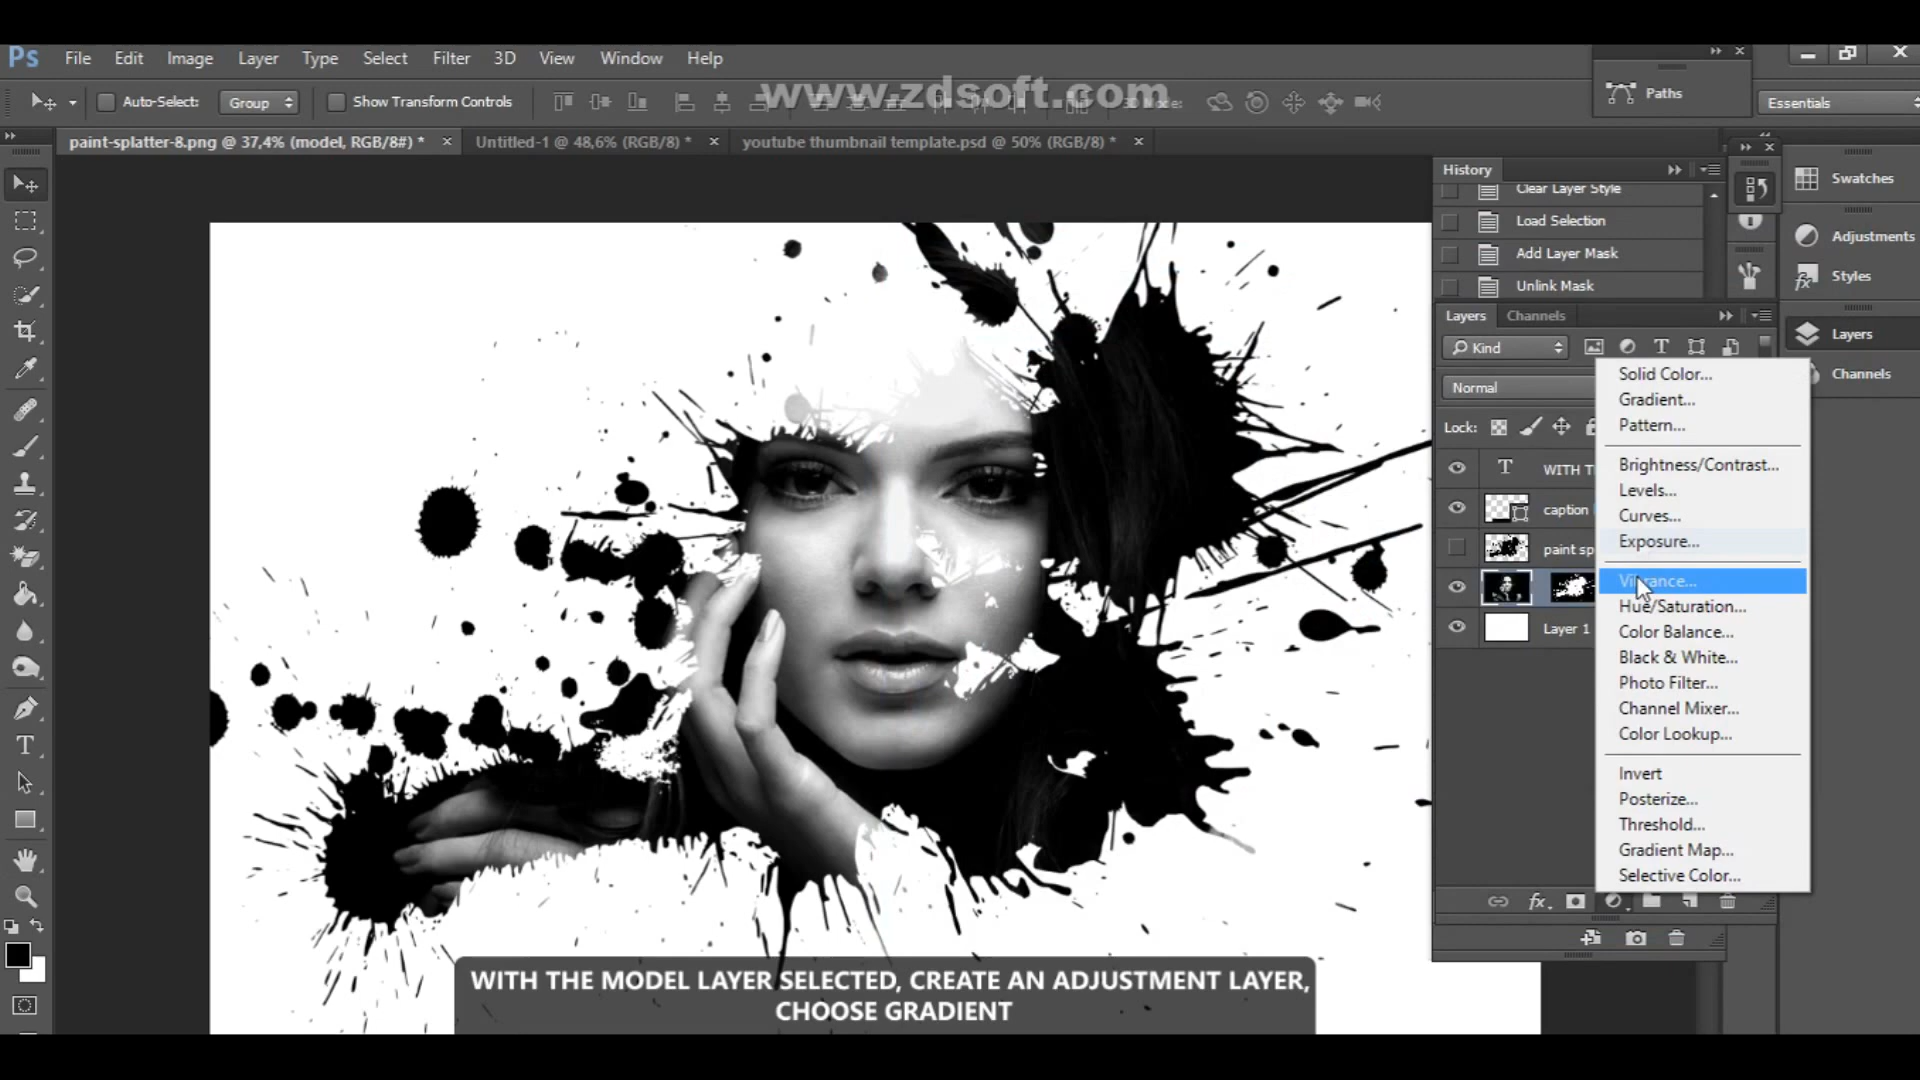 Ps File Edit Image Layer Type Select Filter 3D View Window Help
Auto-Select: Group Show Transform Controls
www.zdsoft.com
3D Mode:
Paths
Essentials
paint-splatter-8.png @ 37,4% (model, RGB/8#) * × Untitled-1 @ 48,6% (RGB/8) * × youtube thumbnail template.psd @ 50% (RGB/8) * ×
History
Clear Layer Style
Load Selection
Add Layer Mask
Unlink Mask
Swatches
Adjustments
Styles
Layers
Channels
Layers Channels
Kind
Normal
Lock:
WITH T
caption
paint sp
Layer 1
Solid Color...
Gradient...
Pattern...
Brightness/Contrast...
Levels...
Curves...
Exposure...
Vibrance...
Hue/Saturation...
Color Balance...
Black & White...
Photo Filter...
Channel Mixer...
Color Lookup...
Invert
Posterize...
Threshold...
Gradient Map...
Selective Color...
WITH THE MODEL LAYER SELECTED, CREATE AN ADJUSTMENT LAYER,
CHOOSE GRADIENT